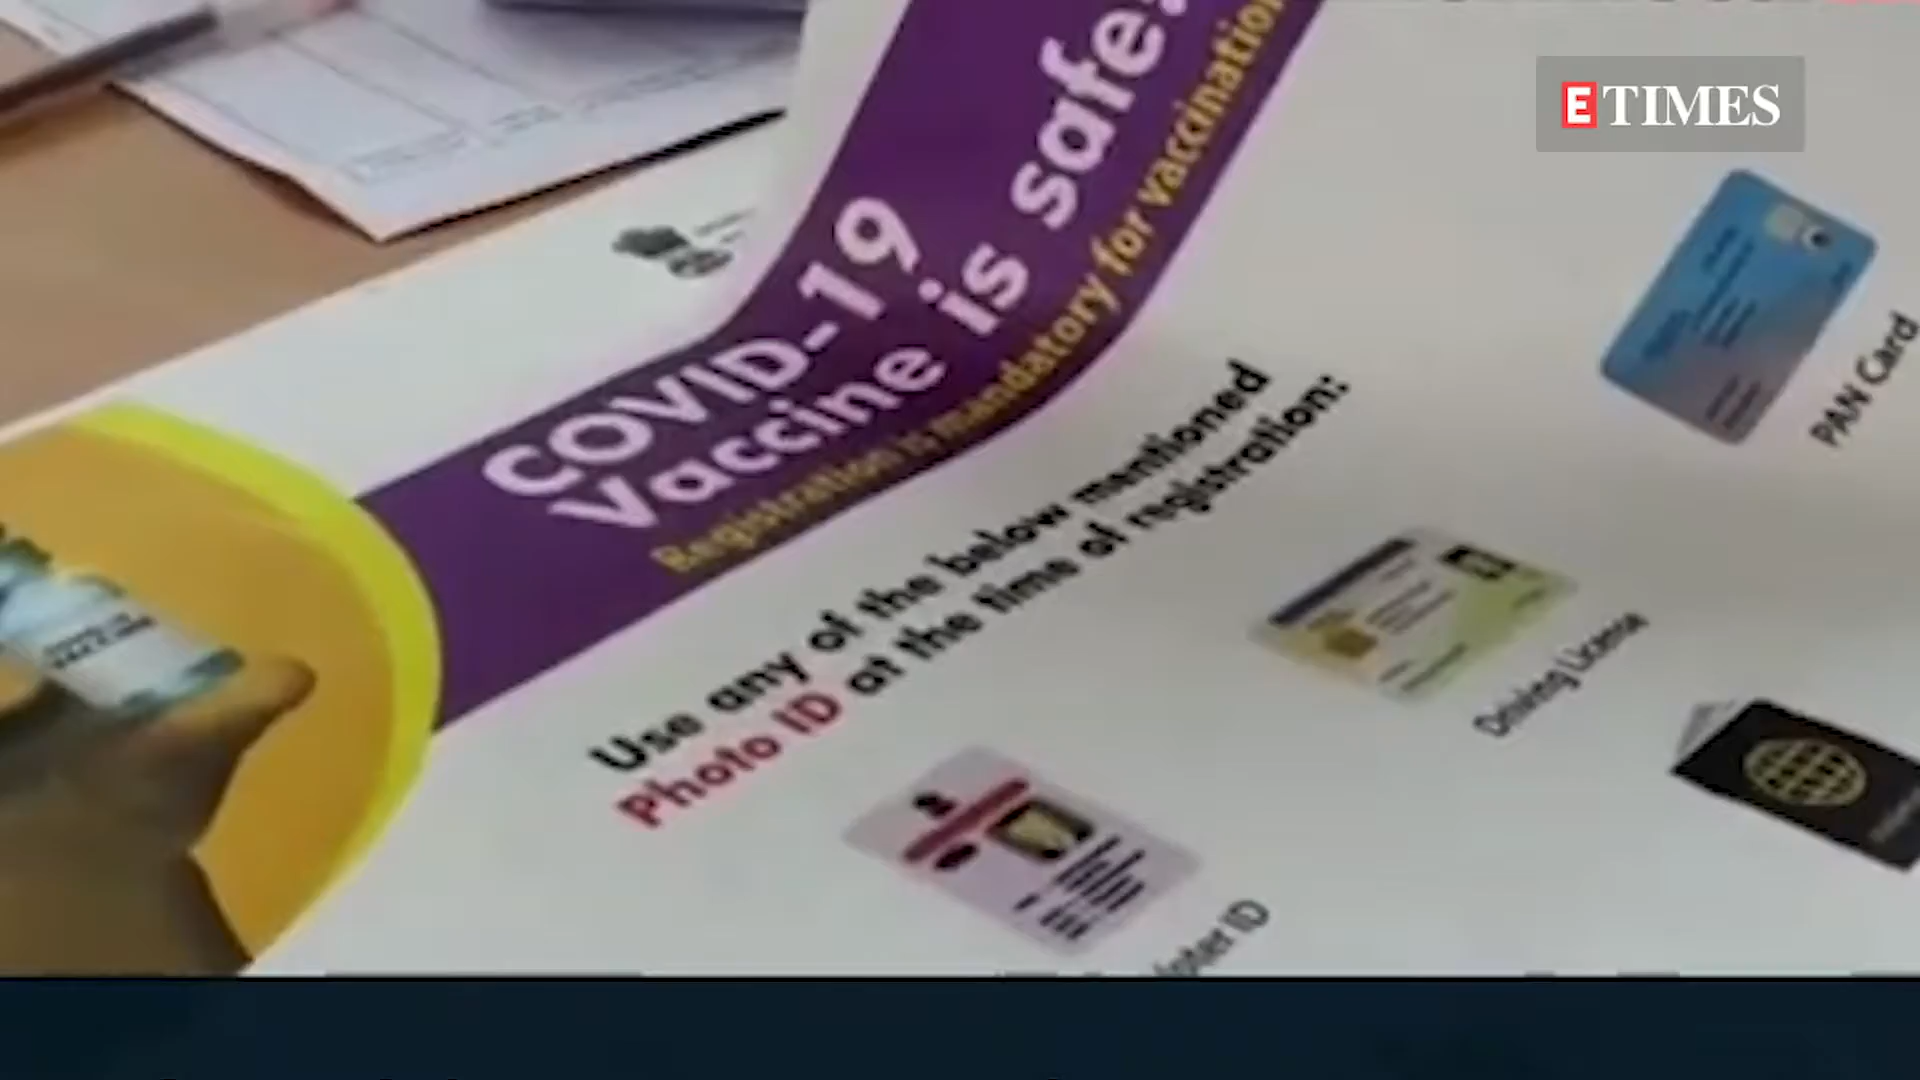 ETIMES
COVID-19
Vaccine is safe.
Registration is mandatory for vaccination
Use any of the below mentioned
Photo ID at the time of registration:
PAN Card
Driving License
ID